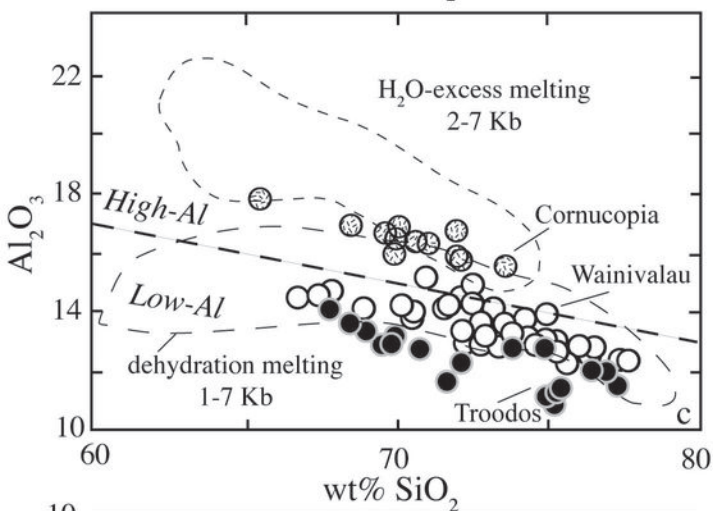 22
H₂O-excess melting
2-7 Kb
Al₂O₃
18
High-Al
Cornucopia
Wainivalau
14
Low-Al
dehydration melting
1-7 Kb
Troodos
c
10
60
70
80
wt% SiO₂
10